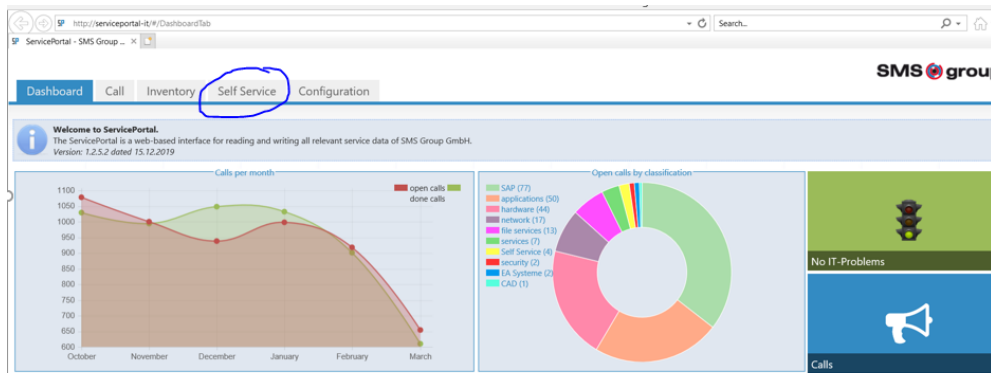 http://serviceportal-it/#/DashboardTab
Search...
ServicePortal - SMS Group ...
SMS group
Dashboard Call Inventory Self Service Configuration
Welcome to ServicePortal.
The ServicePortal is a web-based interface for reading and writing all relevant service data of SMS Group GmbH.
Version: 1.2.5.2 dated 15.12.2019
Calls per month
open calls
done calls
1100
1050
1000
950
900
850
800
750
700
650
600
October November December January February March
Open calls by classification
SAP (77)
applications (50)
hardware (44)
network (17)
file services (13)
services (7)
Self Service (4)
security (2)
EA Systeme (2)
CAD (1)
No IT-Problems
Calls